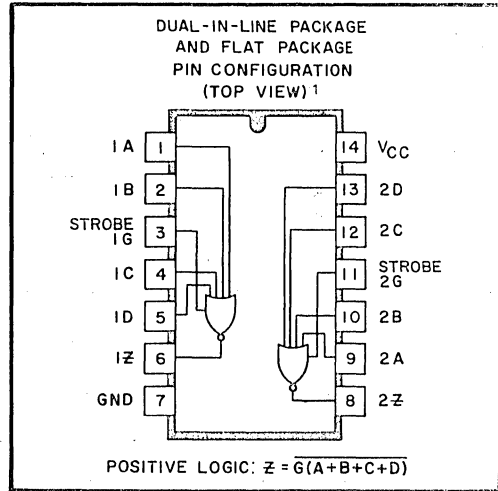 DUAL-IN-LINE PACKAGE
AND FLAT PACKAGE
PIN CONFIGURATION
(TOP VIEW) 1
1A 1 14 VCC
1B 2 13 2D
STROBE 1G 3 12 2C
1C 4 11 STROBE 2G
1D 5 10 2B
1Z 6 9 2A
GND 7 8 2Z
POSITIVE LOGIC: Z = G(A+B+C+D)